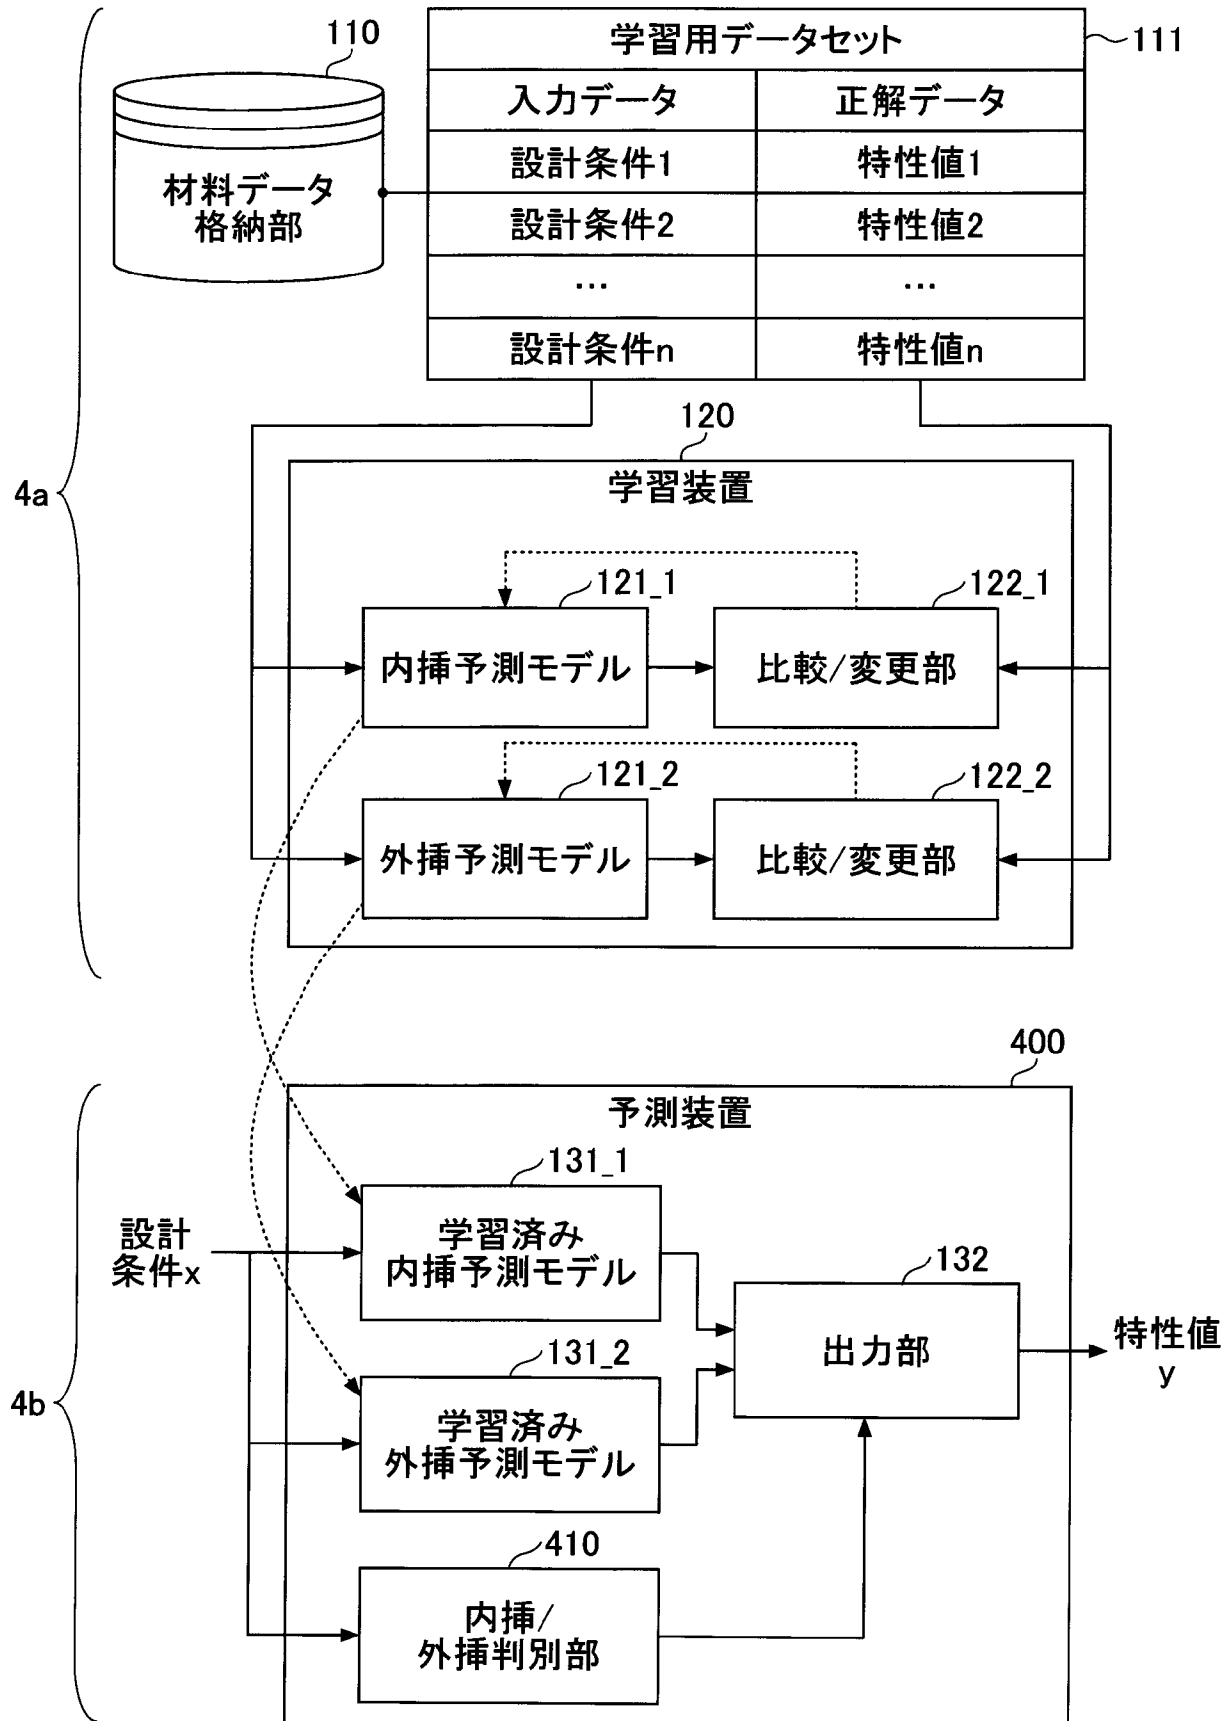 110
学習用データセット
111
入力データ
正解データ
設計条件1
特性値1
材料データ
格納部
設計条件2
特性値2
…
…
設計条件n
特性値n
120
4a
学習装置
121_1
122_1
内挿予測モデル
比較/変更部
121_2
122_2
外挿予測モデル
比較/変更部
400
予測装置
131_1
設計
条件x
学習済み
内挿予測モデル
132
出力部
特性値
y
131_2
4b
学習済み
外挿予測モデル
410
内挿/
外挿判別部